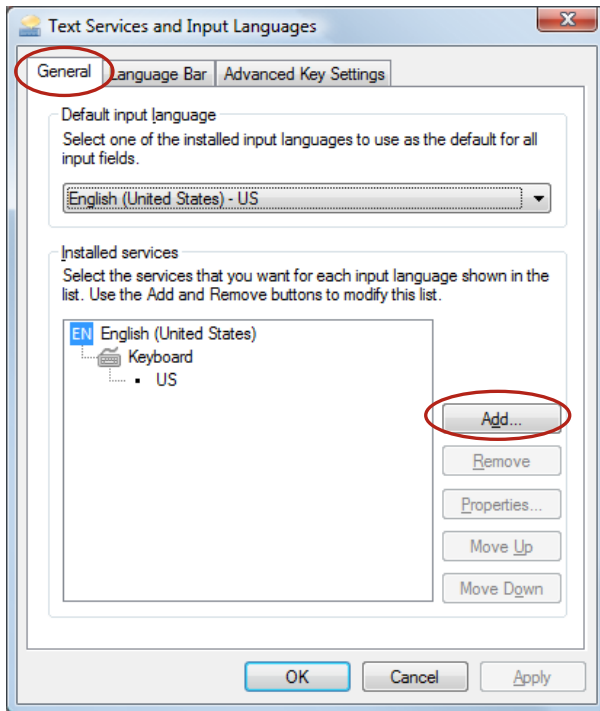 Text Services and Input Languages
General
Language Bar
Advanced Key Settings
Default input language
Select one of the installed input languages to use as the default for all
input fields.
English (United States) - US
Installed services
Select the services that you want for each input language shown in the
list. Use the Add and Remove buttons to modify this list.
EN English (United States)
Keyboard
US
Add...
Remove
Properties...
Move Up
Move Down
OK
Cancel
Apply